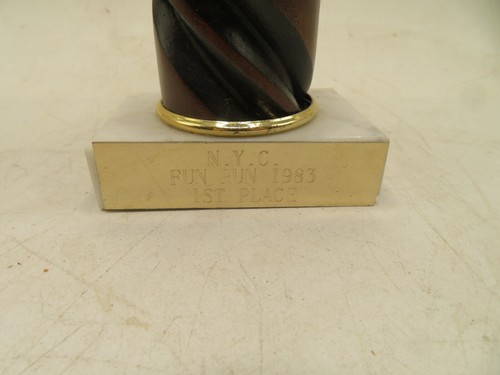 N.Y.C.
FUN RUN 1983
1ST PLACE